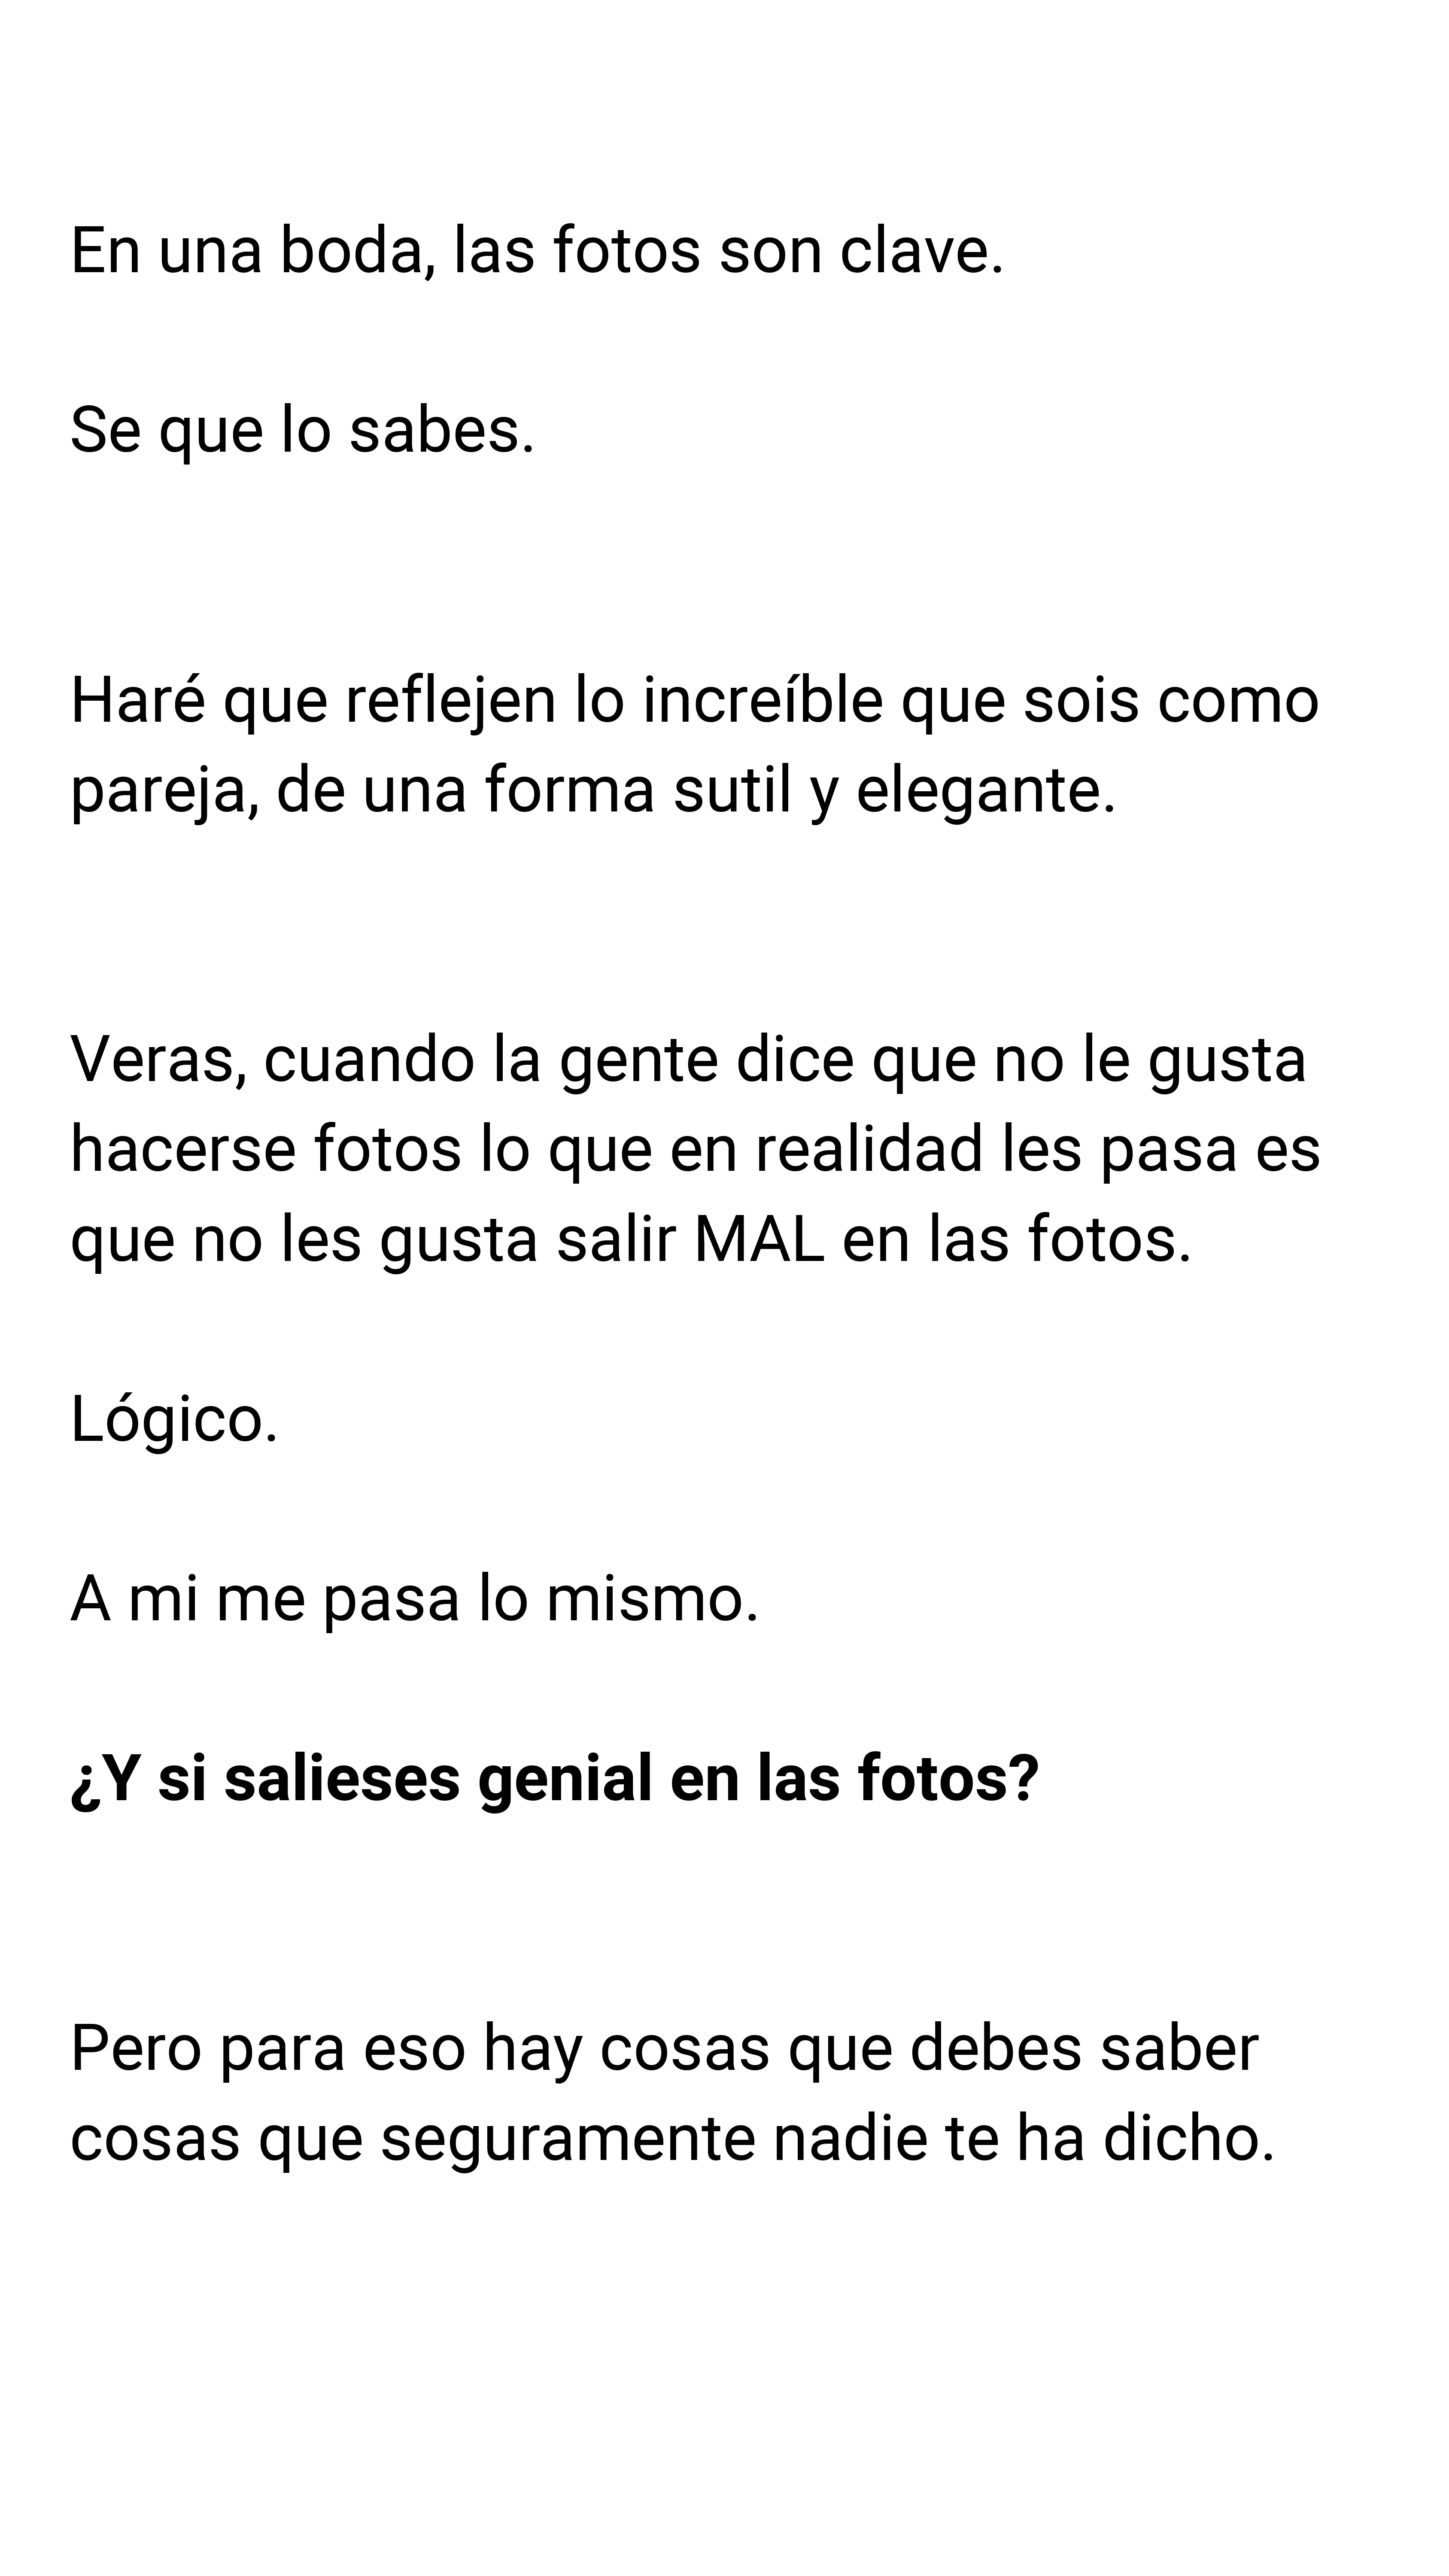 En una boda, las fotos son clave.
Se que lo sabes.
Haré que reflejen lo increíble que sois como
pareja, de una forma sutil y elegante.
Veras, cuando la gente dice que no le gusta
hacerse fotos lo que en realidad les pasa es
que no les gusta salir MAL en las fotos.
Lógico.
A mi me pasa lo mismo.
¿Y si salieses genial en las fotos?
Pero para eso hay cosas que debes saber
cosas que seguramente nadie te ha dicho.